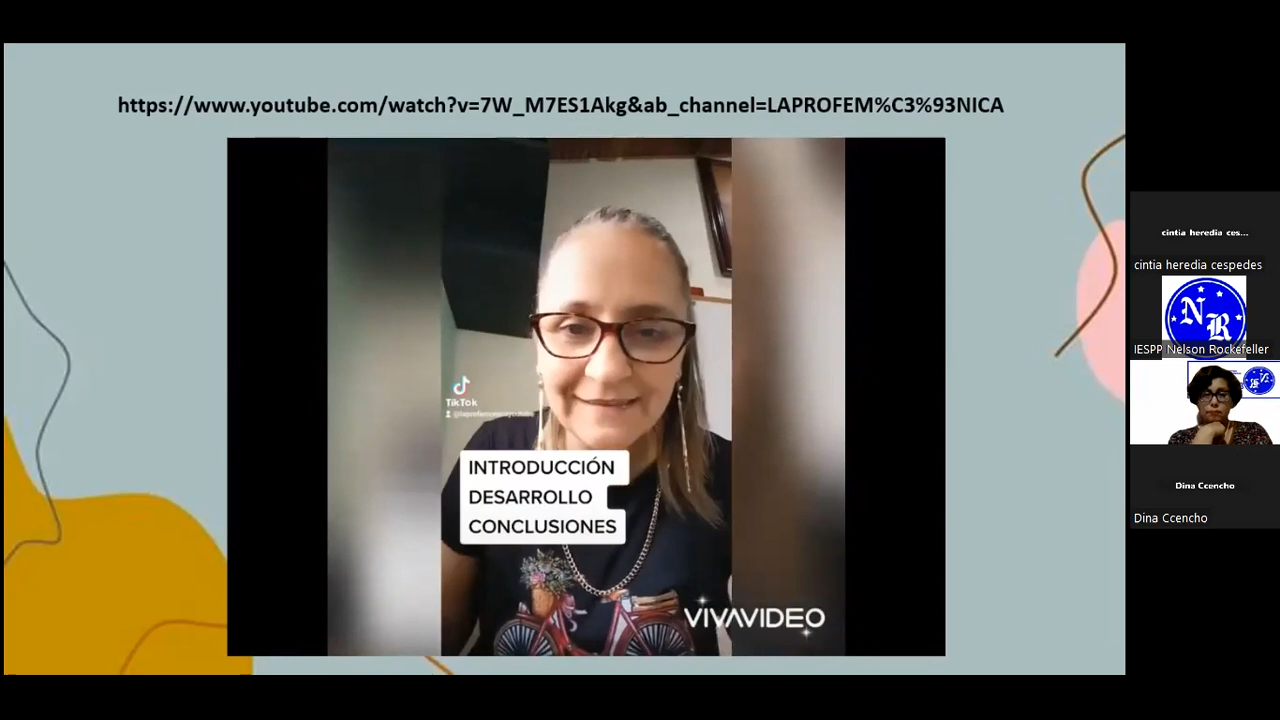 https://www.youtube.com/watch?v=7W_M7ES1Akg&ab_channel=LAPROFEM%C3%93NICA
TikTok
INTRODUCCIÓN
DESARROLLO
CONCLUSIONES
VIVAVIDEO
cintia heredia ces...
cintia heredia cespedes
NR
IESPP Nelson Rockefeller
Dina Ccencho
Dina Ccencho